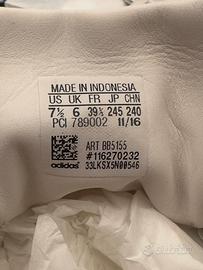 MADE IN INDONESIA
US UK FR JP CHN
7½ 6 39⅓ 245 240
PCI 789002 11/16
ART BB5155
#116270232
adidas 33LKSX5N00546
subito